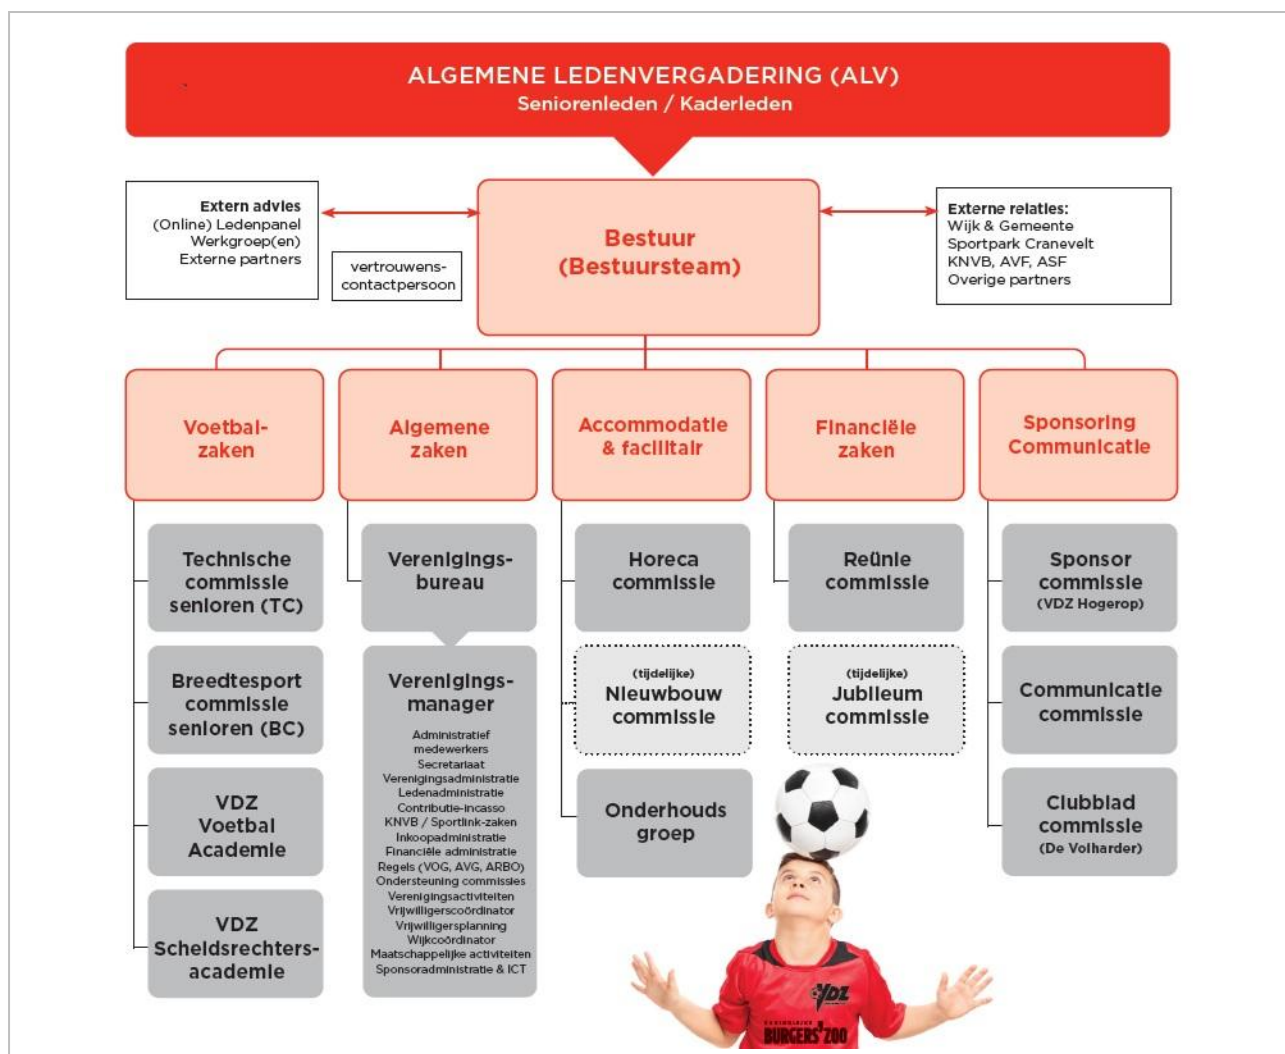 ALGEMENE LEDENVERGADERING (ALV)
Seniorenleden / Kaderleden
Extern advies
(Online) Ledenpanel
Werkgroep(en)
Externe partners
vertrouwens-
contactpersoon
Bestuur
(Bestuursteam)
Externe relaties:
Wijk & Gemeente
Sportpark Cranevelt
KNVB, AVF, ASF
Overige partners
Voetbal-
zaken
Algemene
zaken
Accommodatie
& facilitair
Financiële
zaken
Sponsoring
Communicatie
Technische
commissie
senioren (TC)
Breedtesport
commissie
senioren (BC)
VDZ
Voetbal
Academie
VDZ
Scheidsrechters-
academie
Verenigings-
bureau
Verenigings-
manager
Administratief
medewerkers
Secretariaat
Verenigingsadministratie
Ledenadministratie
Contributie-incasso
KNVB / Sportlink-zaken
Inkoopadministratie
Financiële administratie
Regels (VOG, AVG, ARBO)
Ondersteuning commissies
Verenigingsactiviteiten
Vrijwilligerscoördinator
Vrijwilligersplanning
Wijkcoördinator
Maatschappelijke activiteiten
Sponsoradministratie & ICT
Horeca
commissie
(tijdelijke)
Nieuwbouw
commissie
Onderhouds
groep
Reünie
commissie
(tijdelijke)
Jubileum
commissie
Sponsor
commissie
(VDZ Hogerop)
Communicatie
commissie
Clubblad
commissie
(De Volharder)
VDZ
BURGERS' ZOO